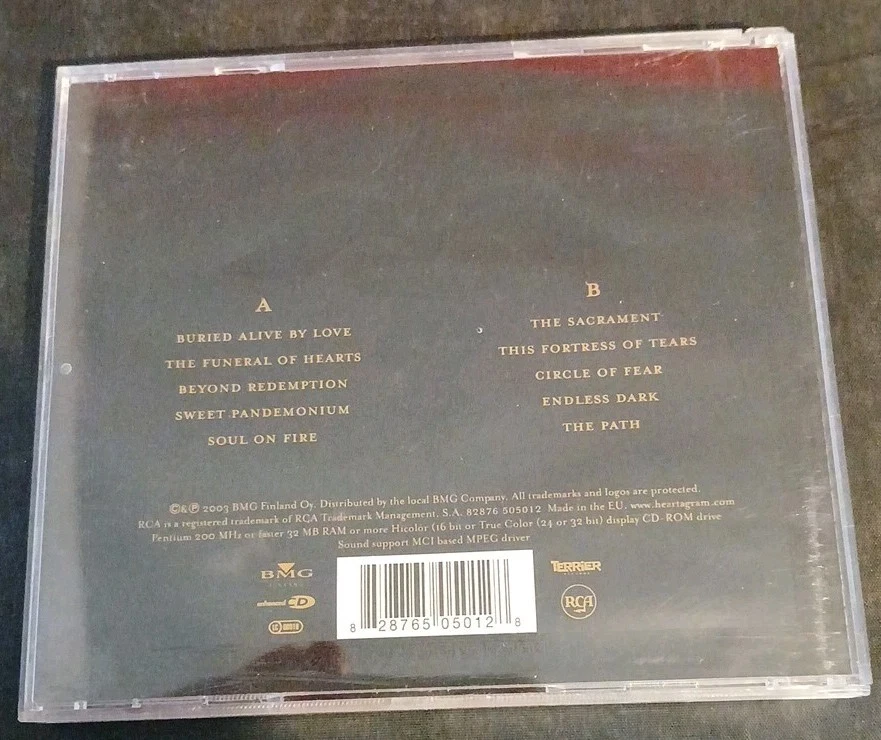 A
BURIED ALIVE BY LOVE
THE FUNERAL OF HEARTS
BEYOND REDEMPTION
SWEET PANDEMONIUM
SOUL ON FIRE
B
THE SACRAMENT
THIS FORTRESS OF TEARS
CIRCLE OF FEAR
ENDLESS DARK
THE PATH
©&℗ 2003 BMG Finland Oy. Distributed by the local BMG Company. All trademarks and logos are protected.
RCA is a registered trademark of RCA Trademark Management, S.A. 82876 505012 Made in the EU. www.heartagram.com
Pentium 200 MHz or faster 32 MB RAM or more Hicolor (16 bit or True Color (24 or 32 bit) display CD-ROM drive
Sound support MCI based MPEG driver
BMG
enhanced CD
LC
8 28765 05012 8
TERRIER
RCA